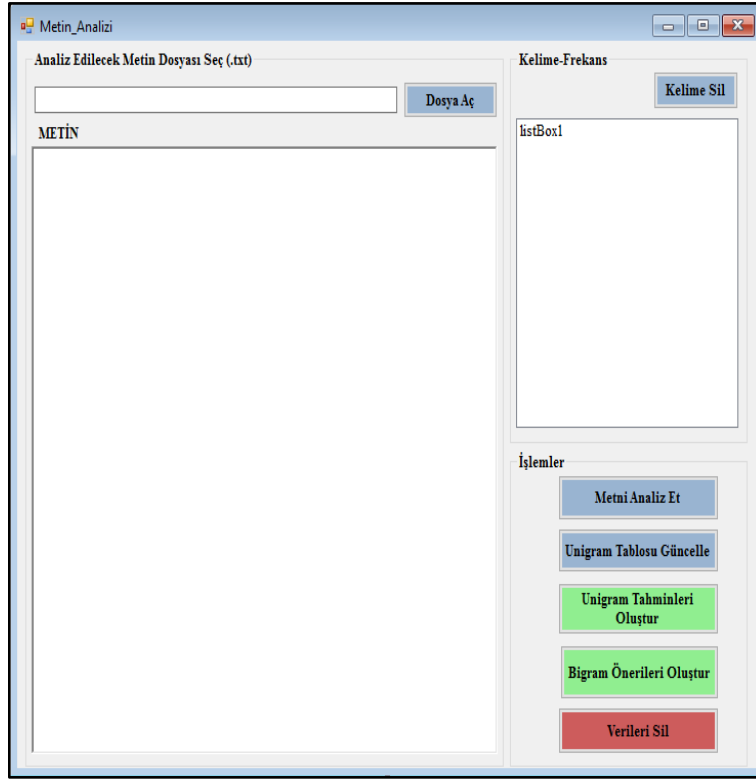 Metin_Analizi
Analiz Edilecek Metin Dosyası Seç (.txt)
Dosya Aç
METİN
Kelime-Frekans
Kelime Sil
listBox1
İşlemler
Metni Analiz Et
Unigram Tablosu Güncelle
Unigram Tahminleri
Oluştur
Bigram Önerileri Oluştur
Verileri Sil